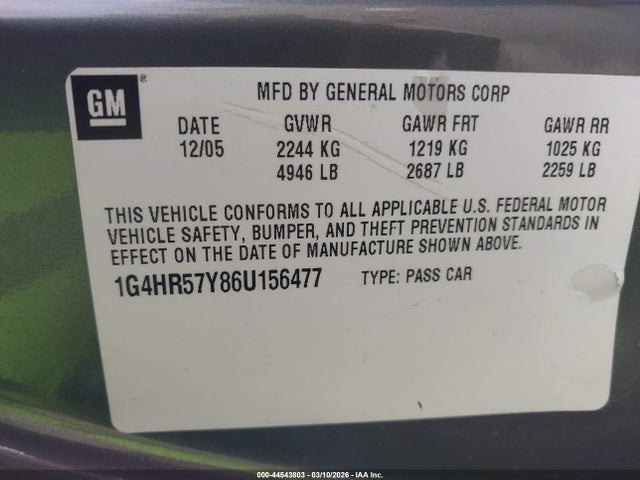 GM ®
MFD BY GENERAL MOTORS CORP
DATE GVWR GAWR FRT GAWR RR
12/05 2244 KG 1219 KG 1025 KG
4946 LB 2687 LB 2259 LB
THIS VEHICLE CONFORMS TO ALL APPLICABLE U.S. FEDERAL MOTOR
VEHICLE SAFETY, BUMPER, AND THEFT PREVENTION STANDARDS IN
EFFECT ON THE DATE OF MANUFACTURE SHOWN ABOVE.
1G4HR57Y86U156477 TYPE: PASS CAR
000-44543803 - 03/10/2026 - IAA Inc.